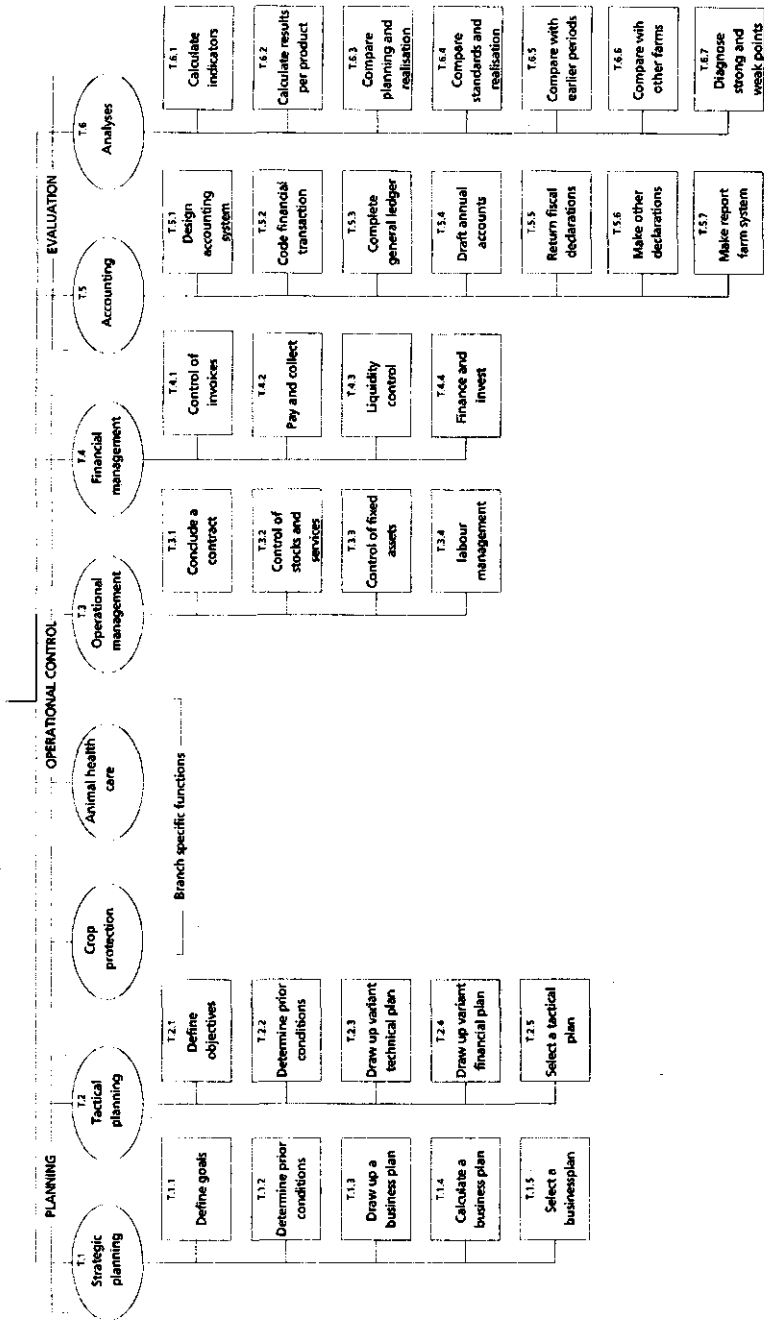 PLANNING
OPERATIONAL CONTROL
EVALUATION
T.1
Strategic
planning
T.2
Tactical
planning
Crop
protection
Animal health
care
T.3
Operational
management
T.4
Financial
management
T.5
Accounting
T.6
Analyses
T.1.1
Define goals
T.1.2
Determine prior
conditions
T.1.3
Draw up a
business plan
T.1.4
Calculate a
business plan
T.1.5
Select a
businessplan
T.2.1
Define
objectives
T.2.2
Determine prior
conditions
T.2.3
Draw up variant
technical plan
T.2.4
Draw up variant
financial plan
T.2.5
Select a tactical
plan
Branch specific functions
T.3.1
Conclude a
contract
T.3.2
Control of
stocks and
services
T.3.3
Control of fixed
assets
T.3.4
labour
management
T.4.1
Control of
invoices
T.4.2
Pay and collect
T.4.3
Liquidity
control
T.4.4
Finance and
invest
T.5.1
Design
accounting
system
T.5.2
Code financial
transaction
T.5.3
Complete
general ledger
T.5.4
Draft annual
accounts
T.5.5
Return fiscal
declarations
T.5.6
Make other
declarations
T.5.7
Make report
farm system
T.6.1
Calculate
indicators
T.6.2
Calculate results
per product
T.6.3
Compare
planning and
realisation
T.6.4
Compare
standards and
realisation
T.6.5
Compare with
earlier periods
T.6.6
Compare wih
other farms
T.6.7
Diagnose
strong and
weak points